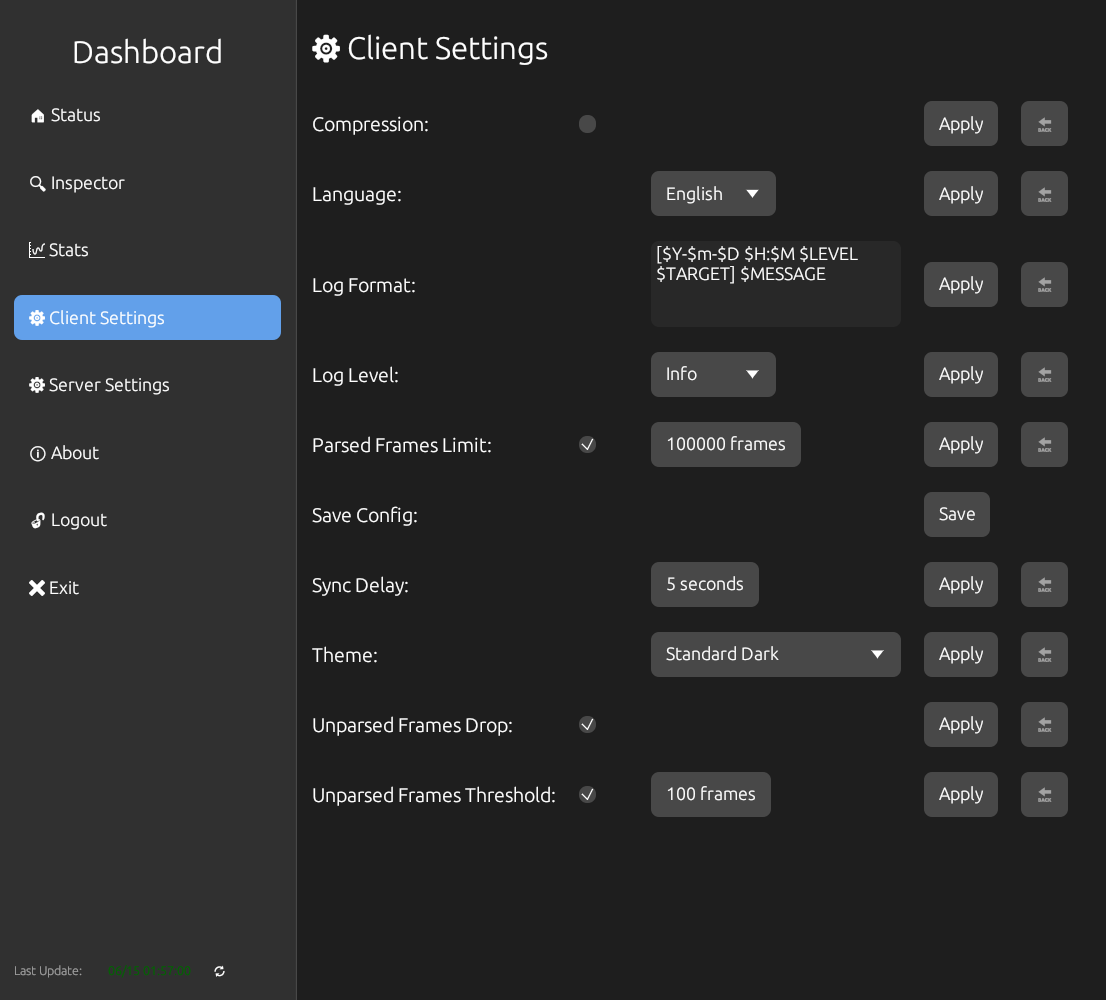 Dashboard
Status
Inspector
Stats
Client Settings
Server Settings
About
Logout
Exit
Last Update: 06/15 01:57:00
Client Settings
Compression: Apply BACK
Language: English Apply BACK
Log Format: [$Y-$m-$D $H:$M $LEVEL
$TARGET] $MESSAGE Apply BACK
Log Level: Info Apply BACK
Parsed Frames Limit: 100000 frames Apply BACK
Save Config: Save
Sync Delay: 5 seconds Apply BACK
Theme: Standard Dark Apply BACK
Unparsed Frames Drop: Apply BACK
Unparsed Frames Threshold: 100 frames Apply BACK